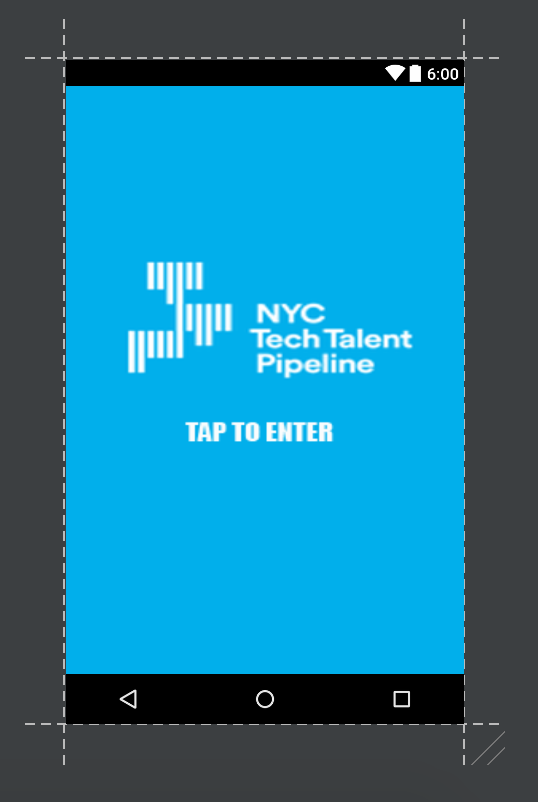 6:00
NYC
Tech Talent
Pipeline
TAP TO ENTER